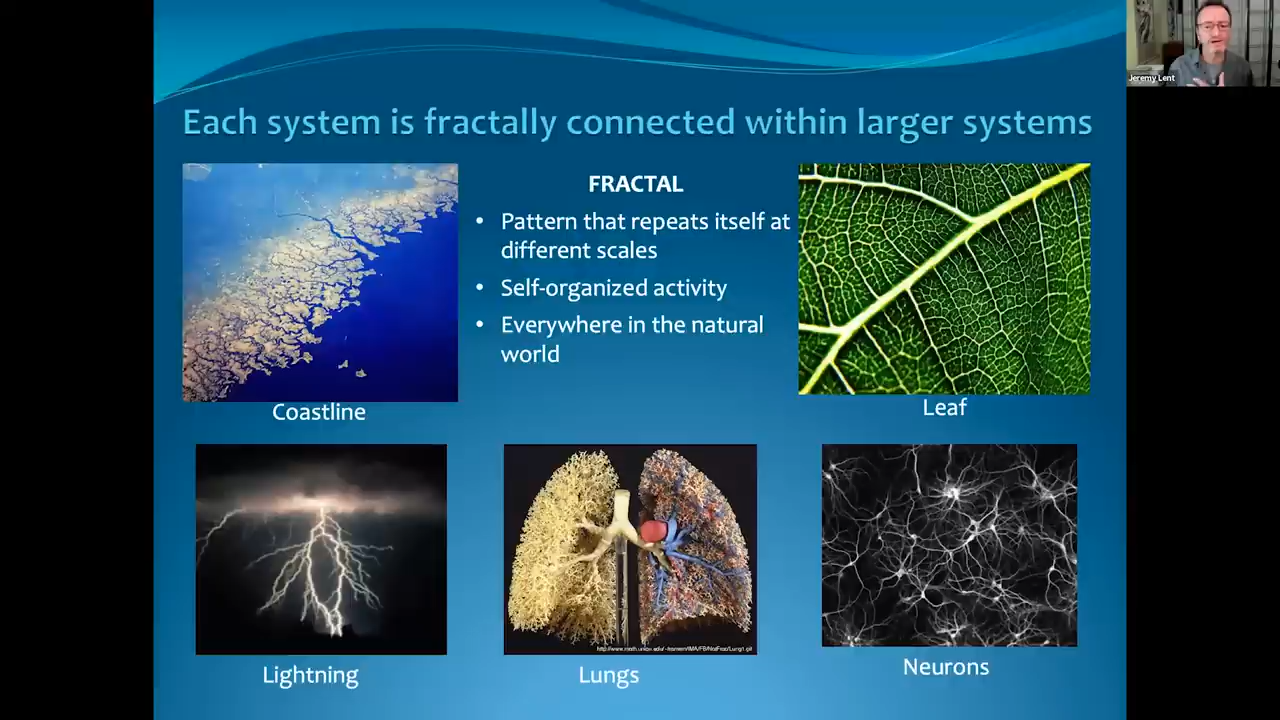 Jeremy Lent
Each system is fractally connected within larger systems
FRACTAL
• Pattern that repeats itself at
different scales
• Self-organized activity
• Everywhere in the natural
world
Coastline
Leaf
Lightning
Lungs
Neurons